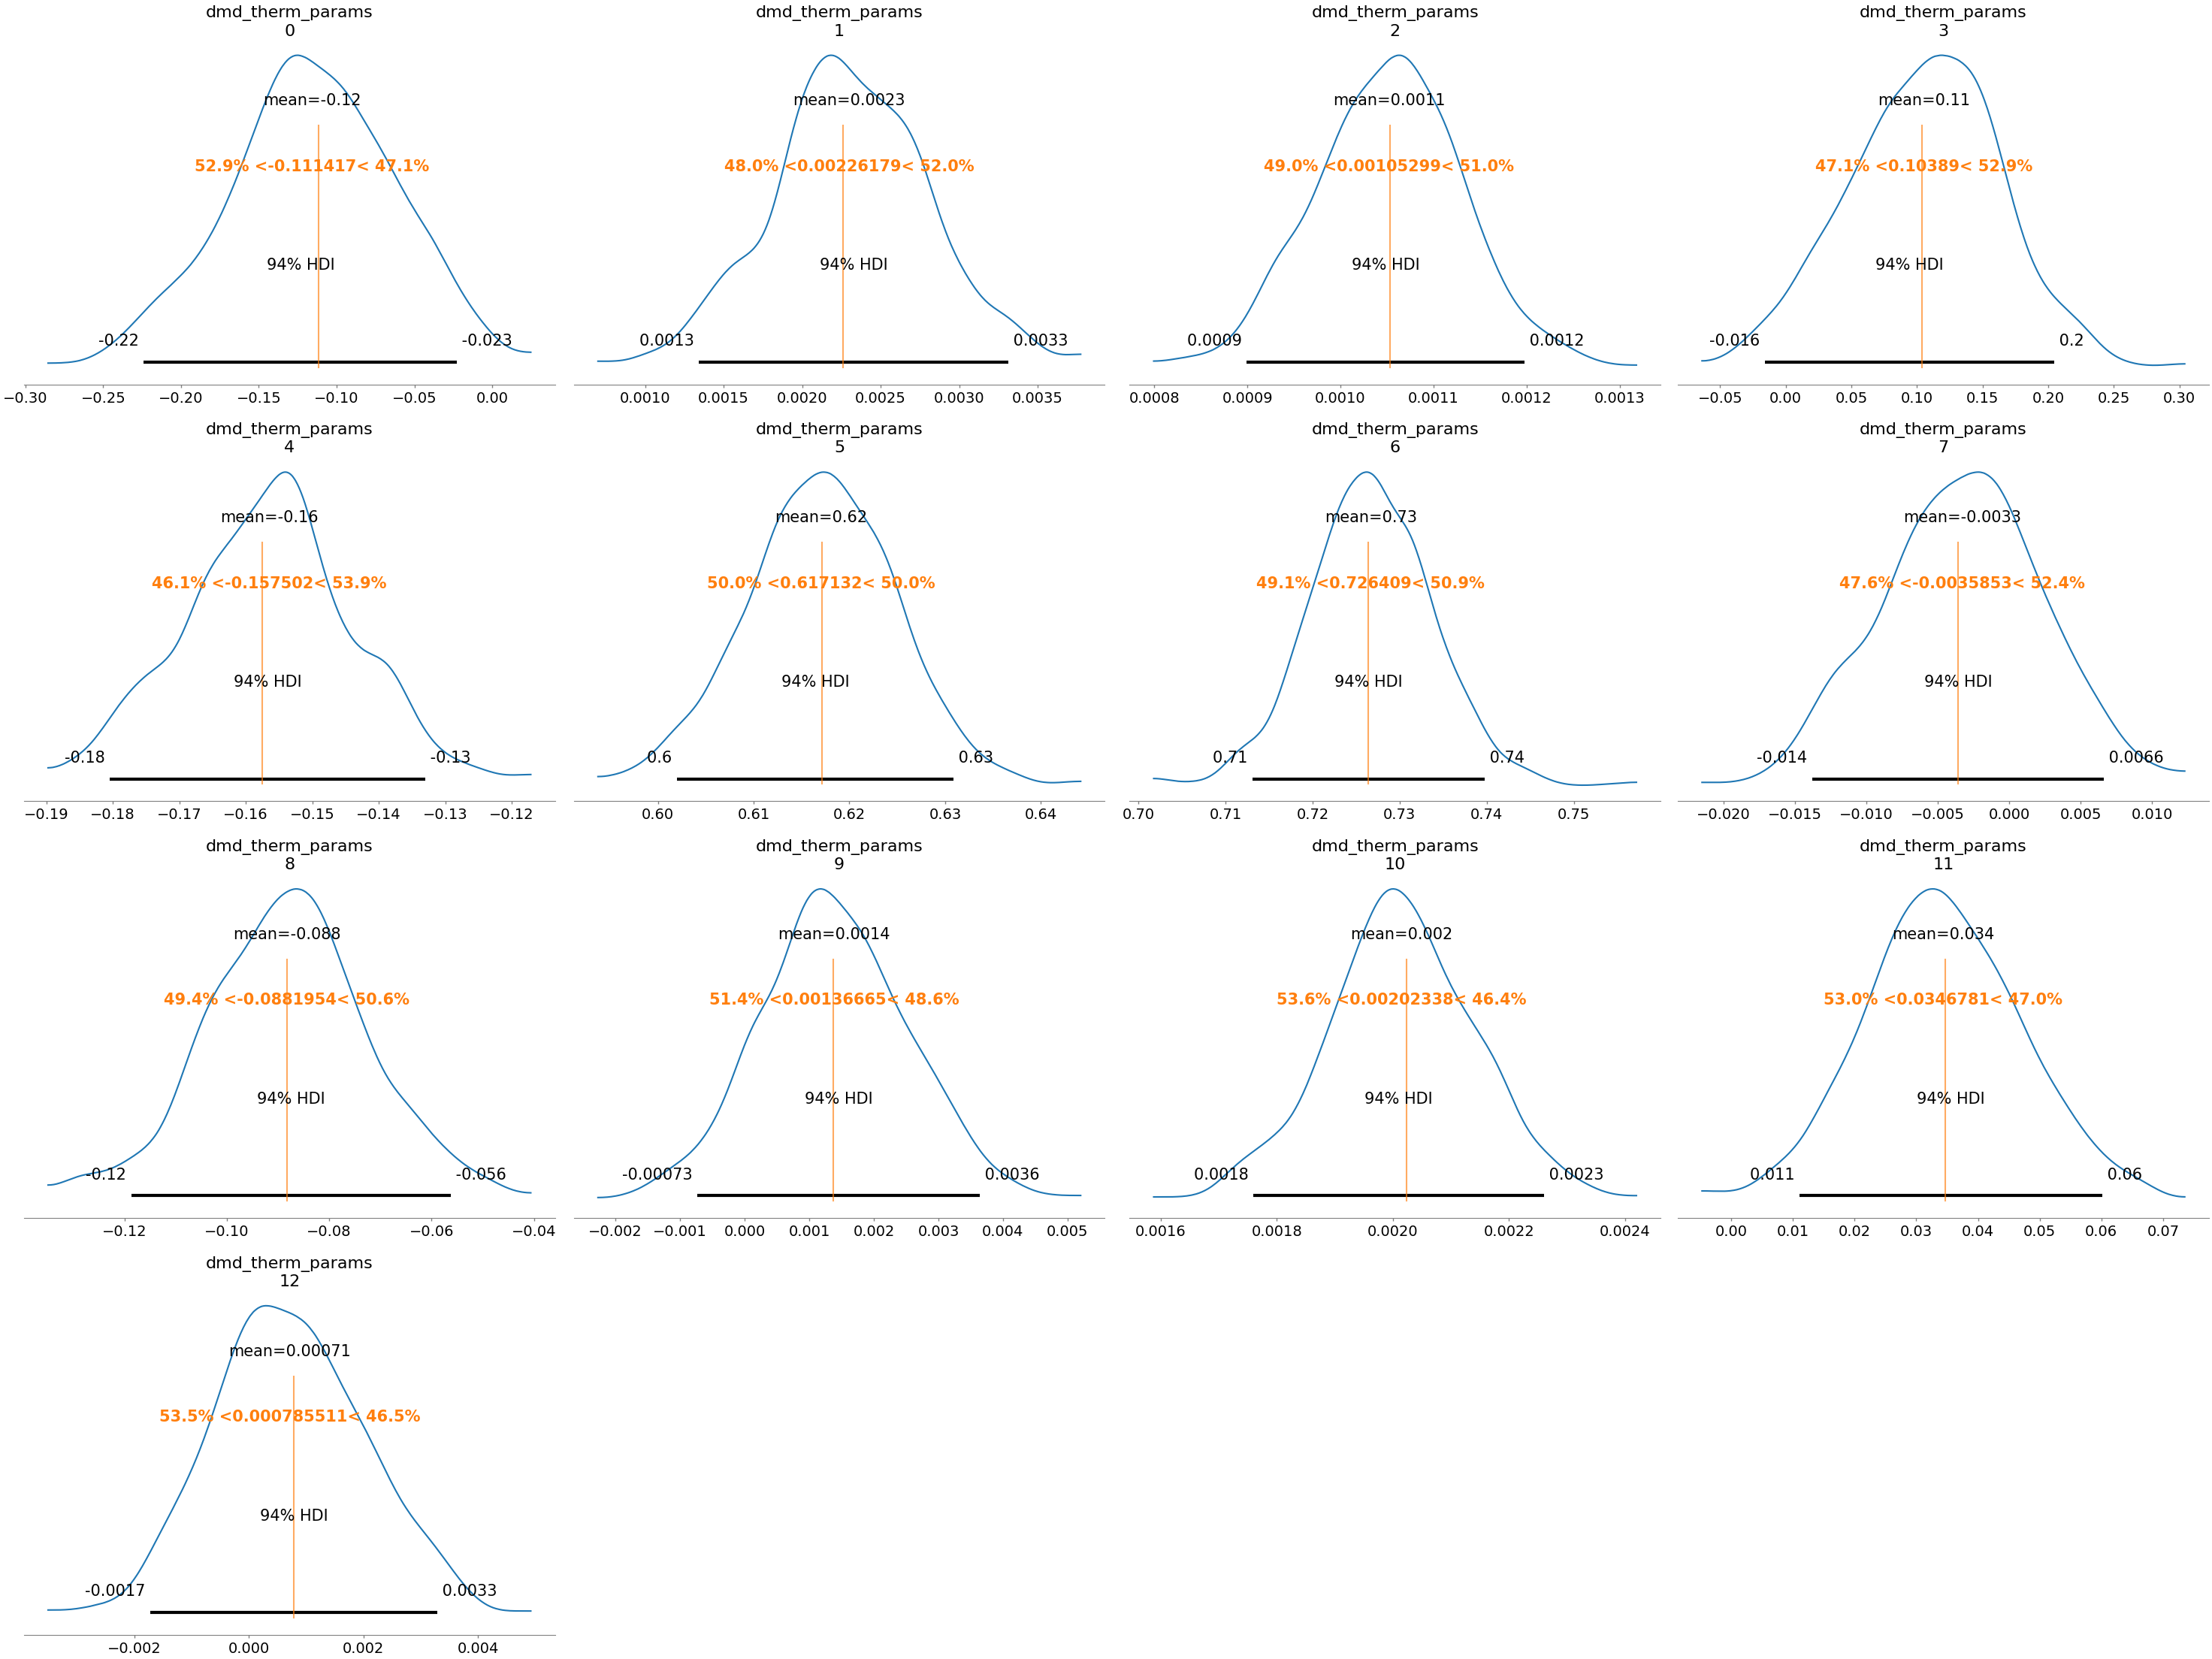 dmd_therm_params
0
mean=-0.12
52.9% <-0.111417< 47.1%
94% HDI
-0.22
-0.023
−0.30 −0.25 −0.20 −0.15 −0.10 −0.05 0.00
dmd_therm_params
1
mean=0.0023
48.0% <0.00226179< 52.0%
94% HDI
0.0013
0.0033
0.0010 0.0015 0.0020 0.0025 0.0030 0.0035
dmd_therm_params
2
mean=0.0011
49.0% <0.00105299< 51.0%
94% HDI
0.0009
0.0012
0.0008 0.0009 0.0010 0.0011 0.0012 0.0013
dmd_therm_params
3
mean=0.11
47.1% <0.10389< 52.9%
94% HDI
-0.016
0.2
−0.05 0.00 0.05 0.10 0.15 0.20 0.25 0.30
dmd_therm_params
4
mean=-0.16
46.1% <-0.157502< 53.9%
94% HDI
-0.18
-0.13
−0.19 −0.18 −0.17 −0.16 −0.15 −0.14 −0.13 −0.12
dmd_therm_params
5
mean=0.62
50.0% <0.617132< 50.0%
94% HDI
0.6
0.63
0.60 0.61 0.62 0.63 0.64
dmd_therm_params
6
mean=0.73
49.1% <0.726409< 50.9%
94% HDI
0.71
0.74
0.70 0.71 0.72 0.73 0.74 0.75
dmd_therm_params
7
mean=-0.0033
47.6% <-0.0035853< 52.4%
94% HDI
-0.014
0.0066
−0.020 −0.015 −0.010 −0.005 0.000 0.005 0.010
dmd_therm_params
8
mean=-0.088
49.4% <-0.0881954< 50.6%
94% HDI
-0.12
-0.056
−0.12 −0.10 −0.08 −0.06 −0.04
dmd_therm_params
9
mean=0.0014
51.4% <0.00136665< 48.6%
94% HDI
-0.00073
0.0036
−0.002 −0.001 0.000 0.001 0.002 0.003 0.004 0.005
dmd_therm_params
10
mean=0.002
53.6% <0.00202338< 46.4%
94% HDI
0.0018
0.0023
0.0016 0.0018 0.0020 0.0022 0.0024
dmd_therm_params
11
mean=0.034
53.0% <0.0346781< 47.0%
94% HDI
0.011
0.06
0.00 0.01 0.02 0.03 0.04 0.05 0.06 0.07
dmd_therm_params
12
mean=0.00071
53.5% <0.000785511< 46.5%
94% HDI
-0.0017
0.0033
−0.002 0.000 0.002 0.004